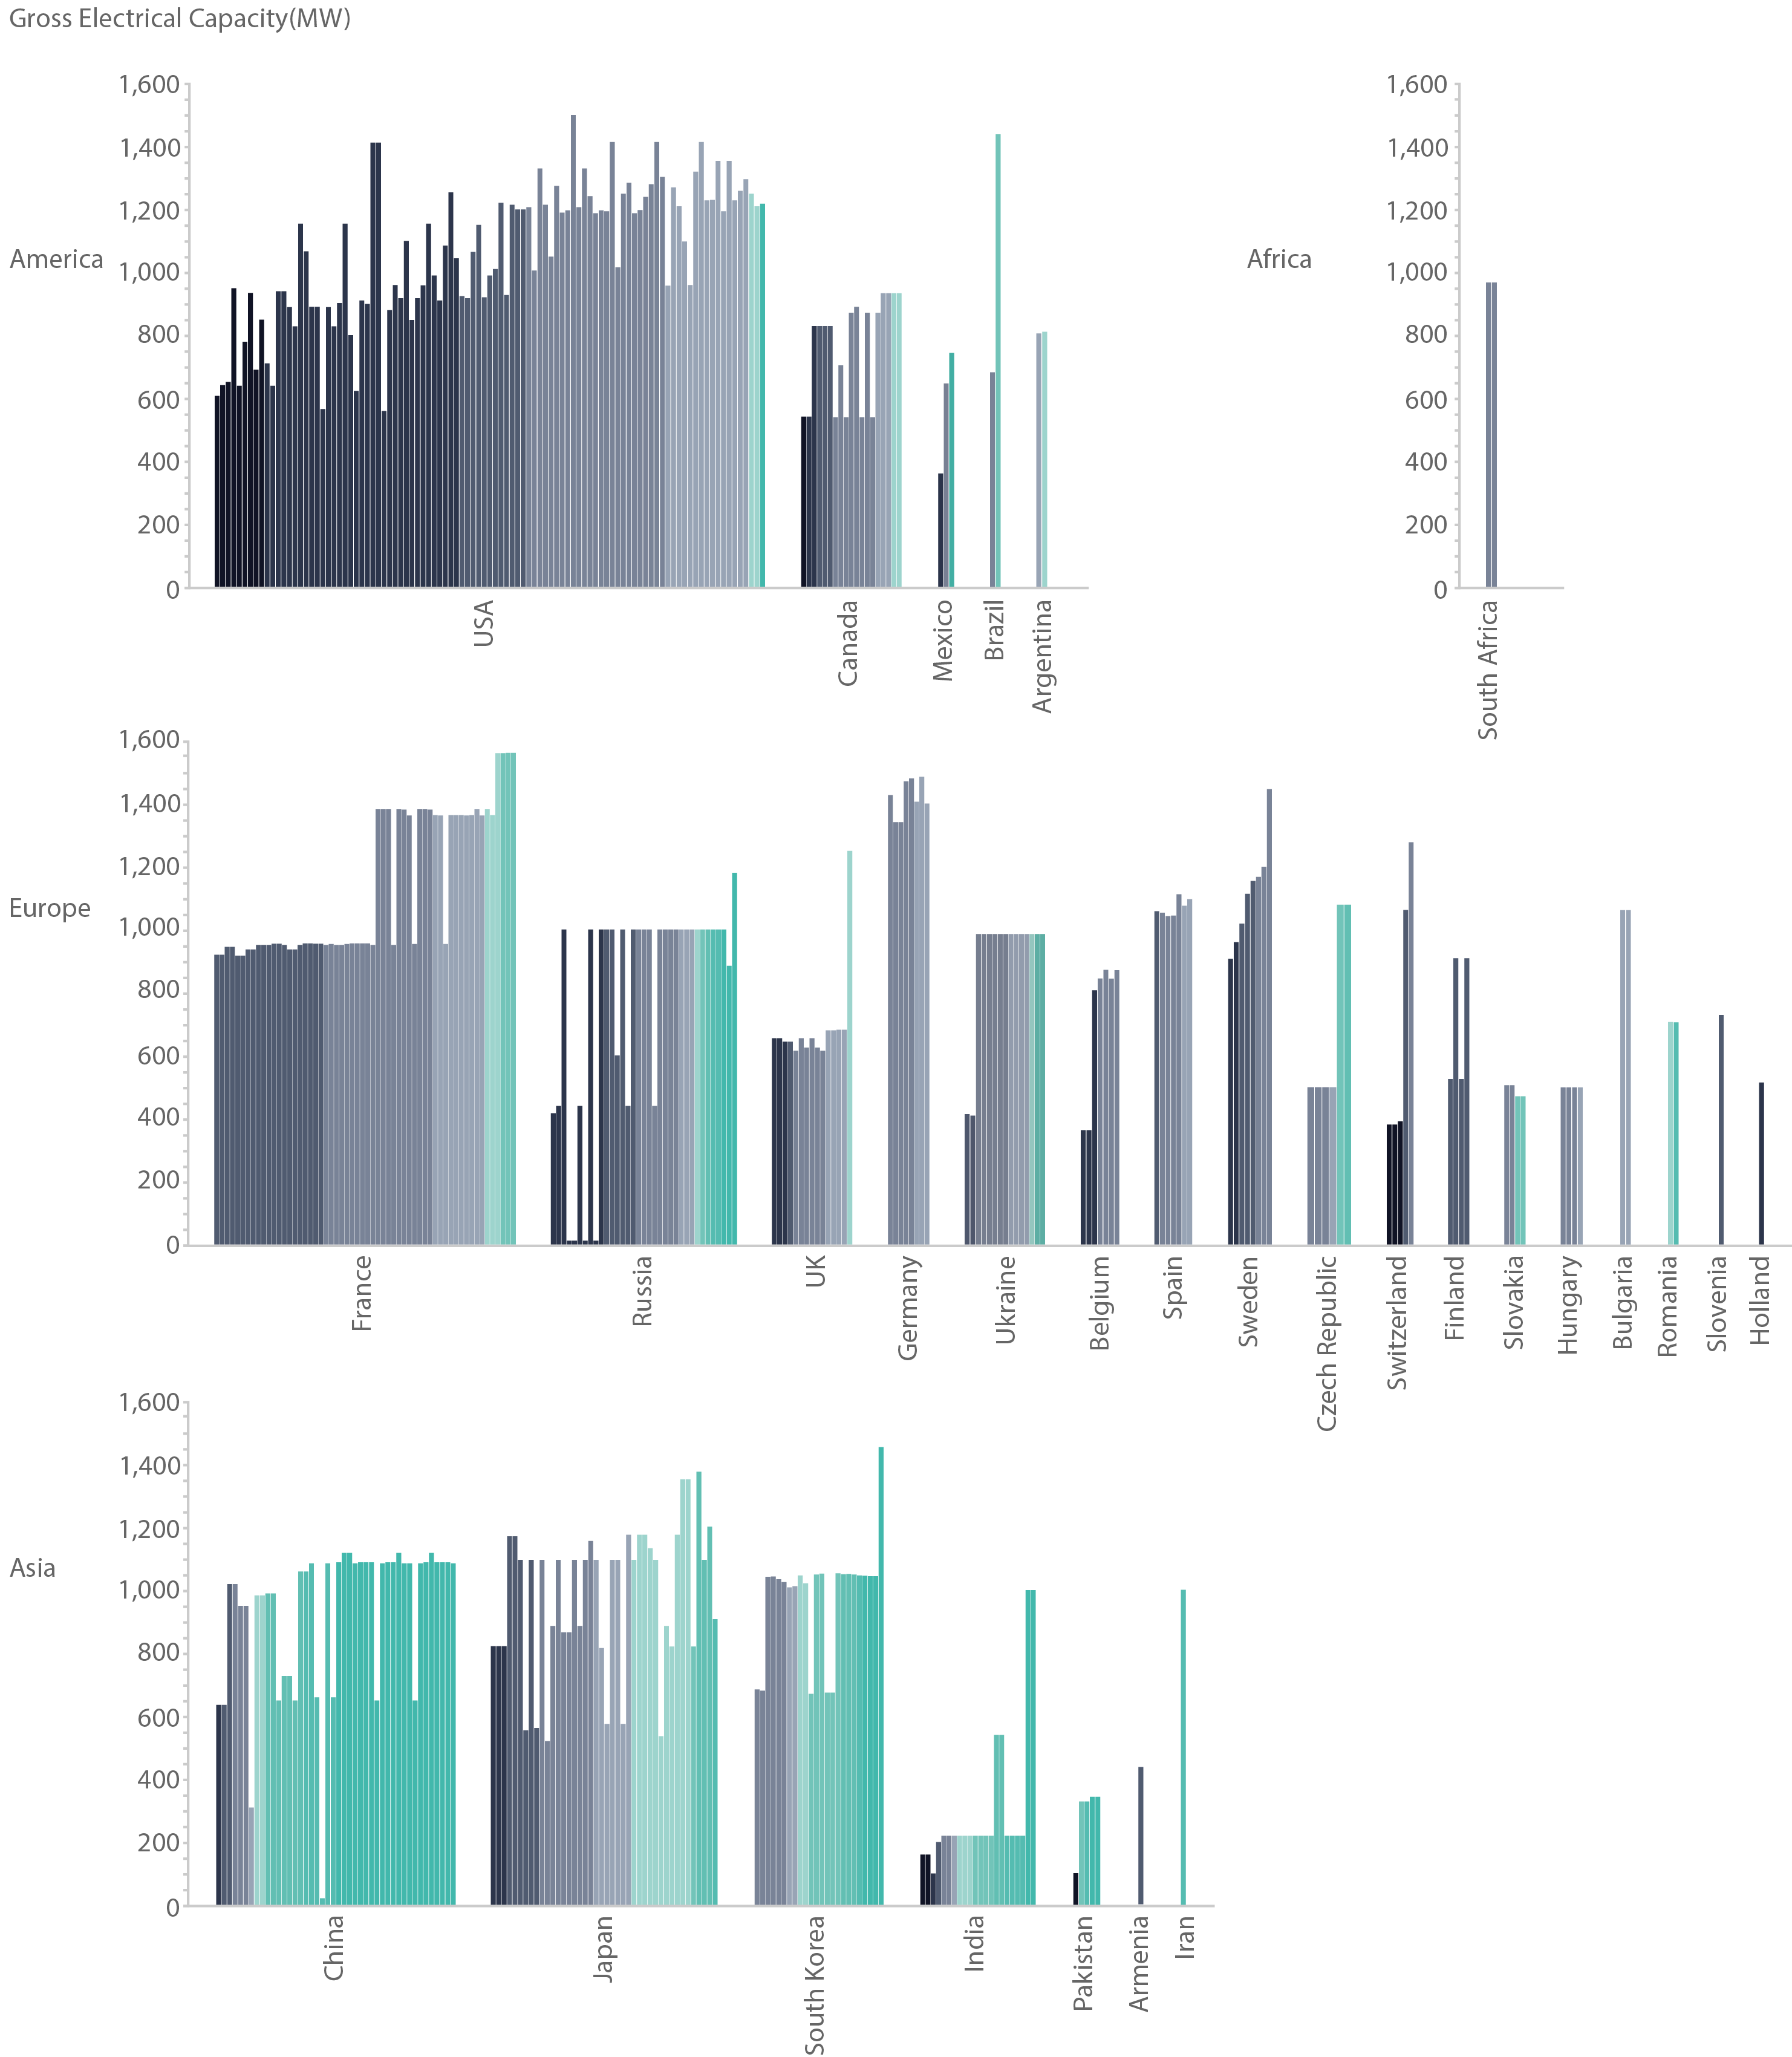 Gross Electrical Capacity(MW)
1,600
1,400
1,200
1,000
800
600
400
200
0
America
USA
Canada
Mexico
Brazil
Argentina
1,600
1,400
1,200
1,000
800
600
400
200
0
Africa
South Africa
1,600
1,400
1,200
1,000
800
600
400
200
0
Europe
France
Russia
UK
Germany
Ukraine
Belgium
Spain
Sweden
Czech Republic
Switzerland
Finland
Slovakia
Hungary
Bulgaria
Romania
Slovenia
Holland
1,600
1,400
1,200
1,000
800
600
400
200
0
Asia
China
Japan
South Korea
India
Pakistan
Armenia
Iran